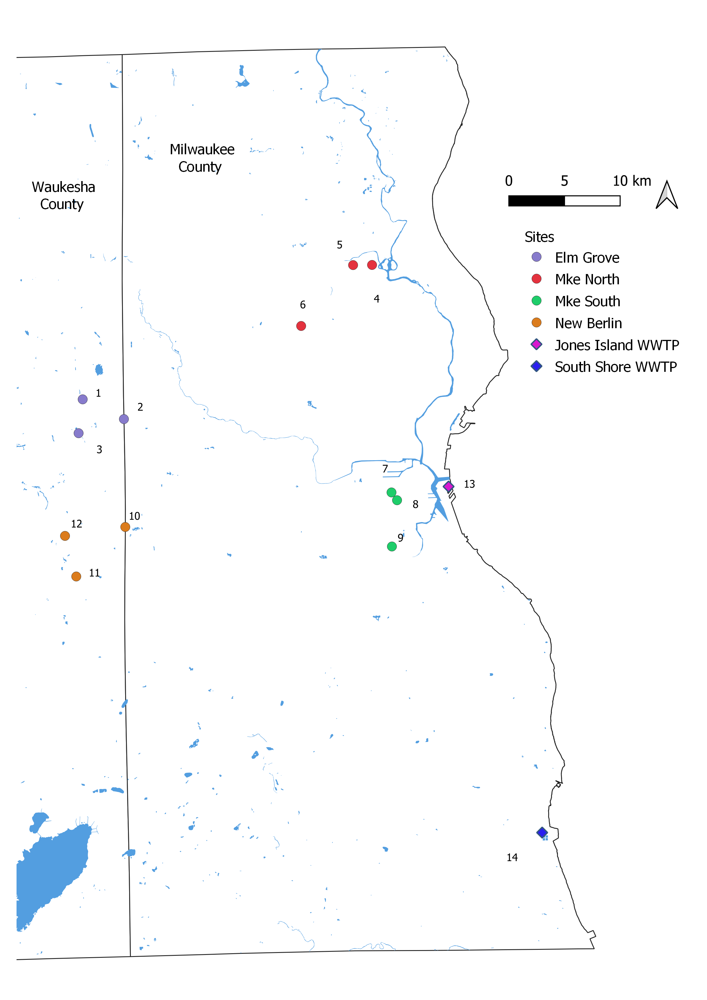 Milwaukee
County
Waukesha
County
0 5 10 km
Sites
Elm Grove
Mke North
Mke South
New Berlin
Jones Island WWTP
South Shore WWTP
5
4
6
1
2
3
7
13
8
10
12
9
11
14